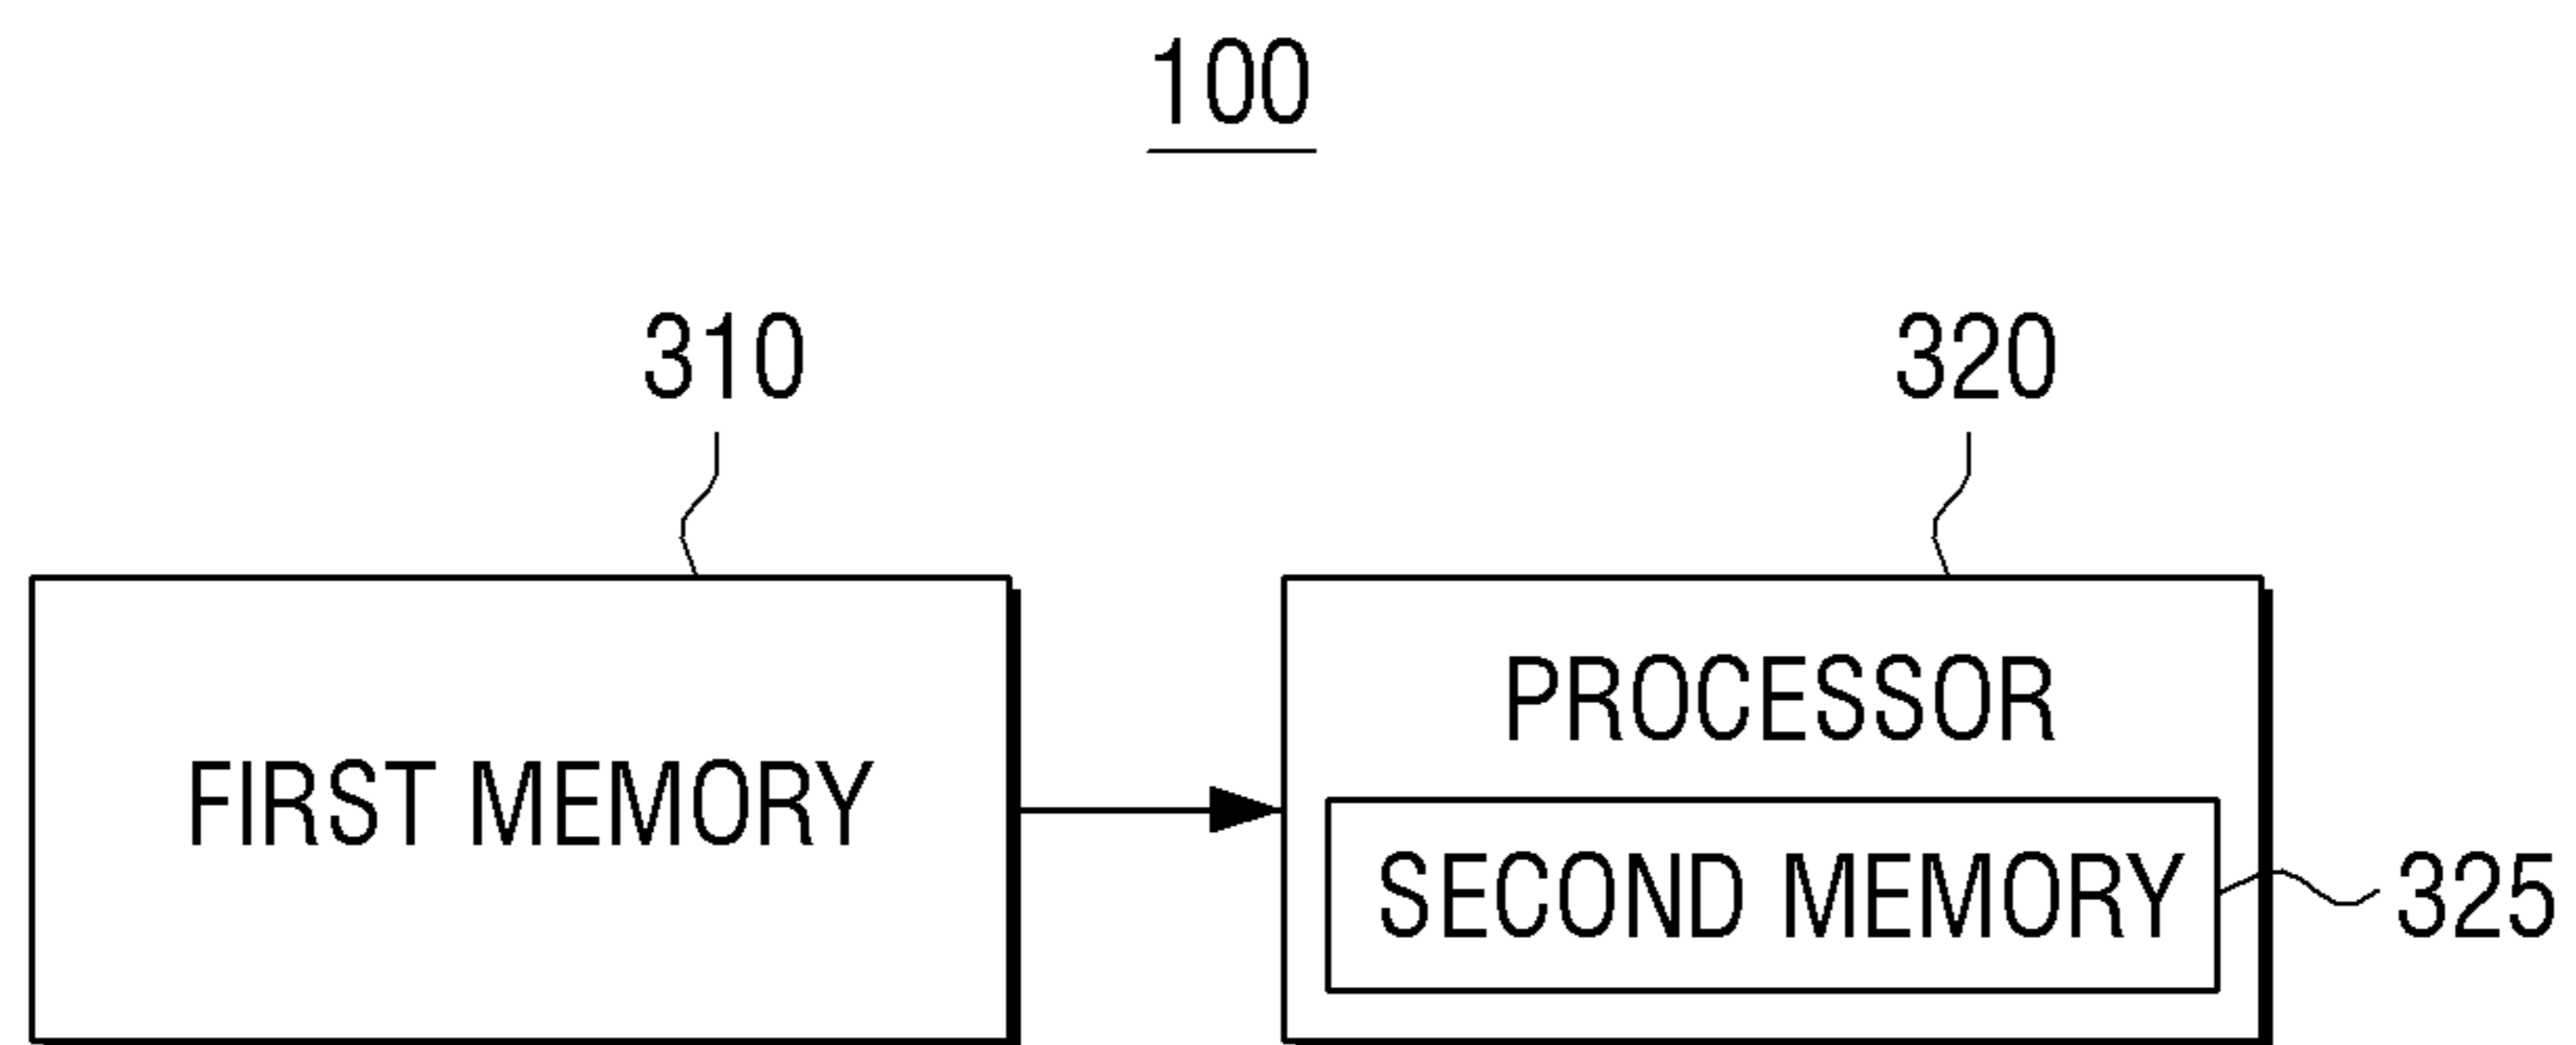 100
310
320
PROCESSOR
FIRST MEMORY
SECOND MEMORY
325